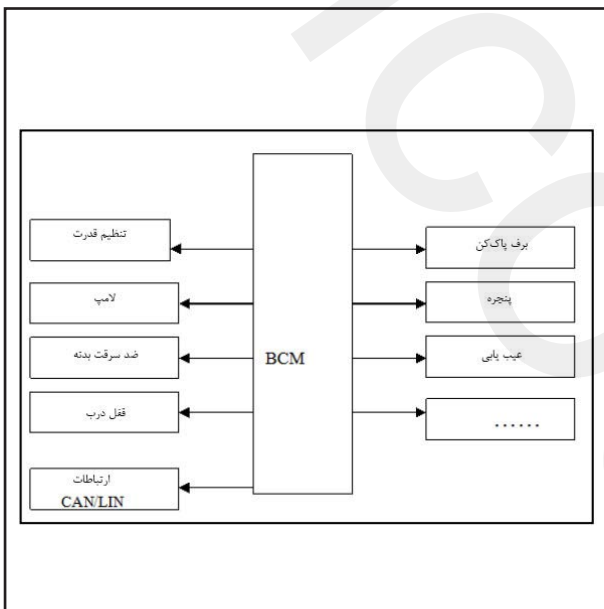 تنظیم قدرت
لامپ
ضد سرقت بدنه
قفل درب
ارتباطات
CAN/LIN
BCM
برف پاک‌کن
پنجره
عیب یابی
......